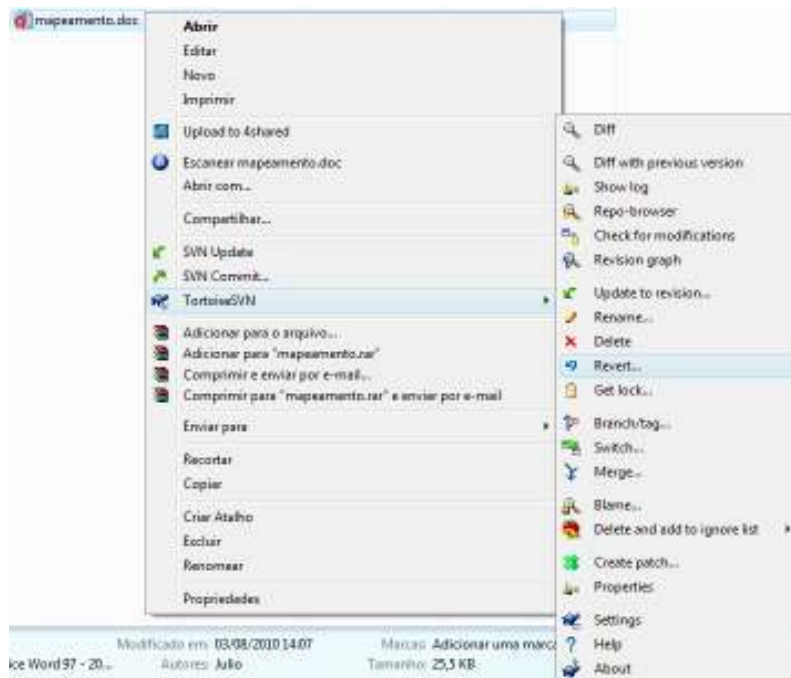 mapeamento.doc
Abrir
Editar
Novo
Imprimir
Upload to 4shared
Escanear mapeamento.doc
Abrir com...
Compartilhar...
SVN Update
SVN Commit...
TortoiseSVN
Adicionar para o arquivo...
Adicionar para "mapeamento.rar"
Comprimir e enviar por e-mail...
Comprimir para "mapeamento.rar" e enviar por e-mail
Enviar para
Recortar
Copiar
Criar Atalho
Excluir
Renomear
Propriedades
Diff
Diff with previous version
Show log
Repo-browser
Check for modifications
Revision graph
Update to revision...
Rename...
Delete
Revert...
Get lock...
Branch/tag...
Switch...
Merge...
Blame...
Delete and add to ignore list
Create patch...
Properties
Settings
Help
About
Modificado em: 03/08/2010 14:07 Marcas: Adicionar uma marca
ice Word 97 - 20... Autores: Julio Tamanho: 25,5 KB